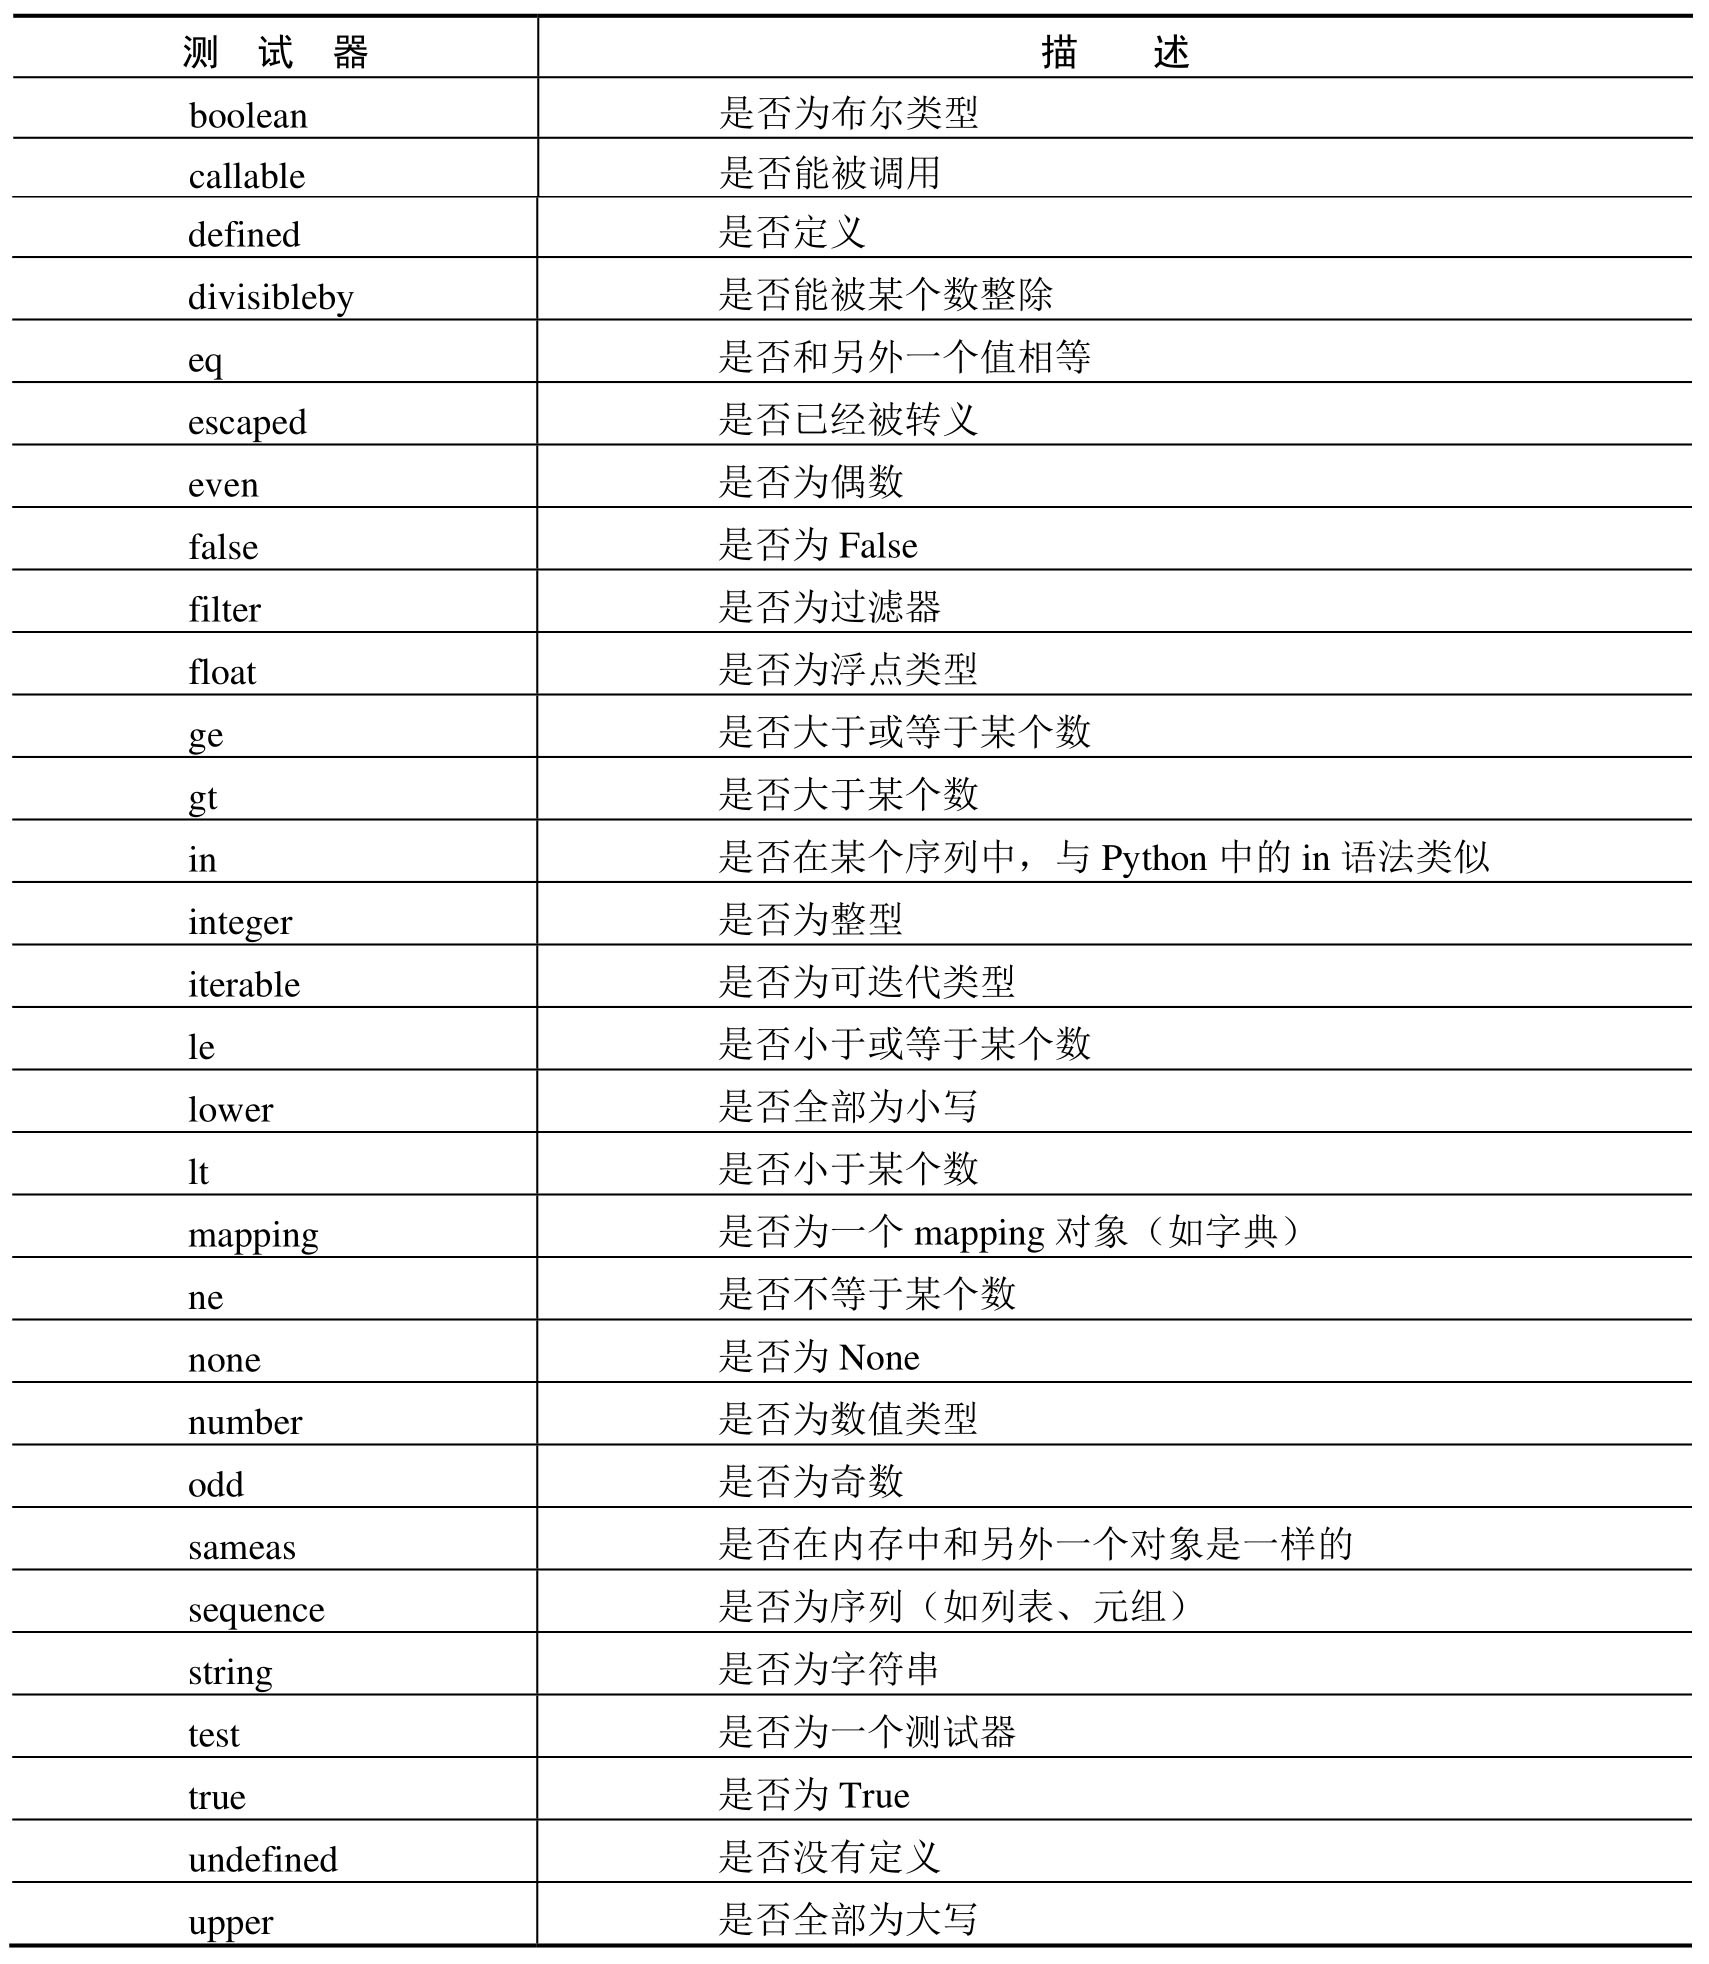 测 试 器 描 述
boolean 是否为布尔类型
callable 是否能被调用
defined 是否定义
divisibleby 是否能被某个数整除
eq 是否和另外一个值相等
escaped 是否已经被转义
even 是否为偶数
false 是否为 False
filter 是否为过滤器
float 是否为浮点类型
ge 是否大于或等于某个数
gt 是否大于某个数
in 是否在某个序列中，与 Python 中的 in 语法类似
integer 是否为整型
iterable 是否为可迭代类型
le 是否小于或等于某个数
lower 是否全部为小写
lt 是否小于某个数
mapping 是否为一个 mapping 对象（如字典）
ne 是否不等于某个数
none 是否为 None
number 是否为数值类型
odd 是否为奇数
sameas 是否在内存中和另外一个对象是一样的
sequence 是否为序列（如列表、元组）
string 是否为字符串
test 是否为一个测试器
true 是否为 True
undefined 是否没有定义
upper 是否全部为大写